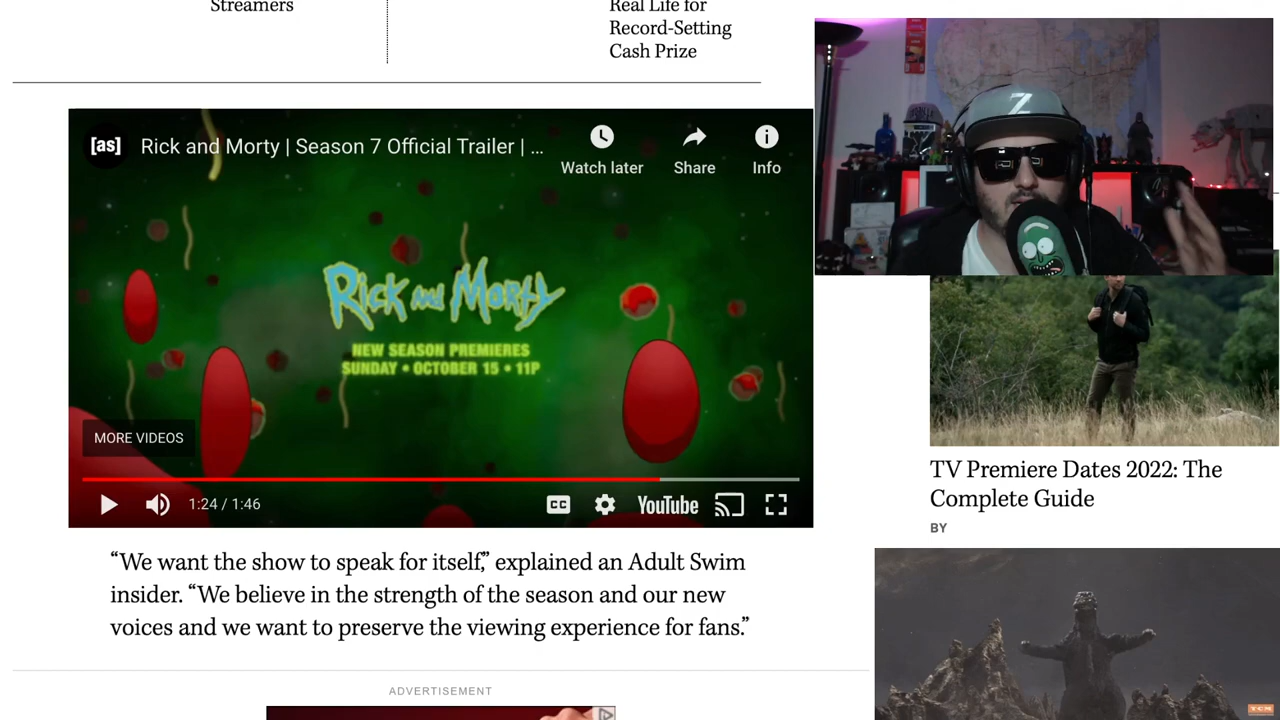 Streamers
Real Life for
Record-Setting
Cash Prize
[as]
Rick and Morty | Season 7 Official Trailer | ...
Watch later
Share
Info
Rick and Morty
NEW SEASON PREMIERES
SUNDAY • OCTOBER 15 • 11P
MORE VIDEOS
1:24 / 1:46
CC
YouTube
Z
TV Premiere Dates 2022: The
Complete Guide
BY
“We want the show to speak for itself,” explained an Adult Swim
insider. “We believe in the strength of the season and our new
voices and we want to preserve the viewing experience for fans.”
ADVERTISEMENT
TCM